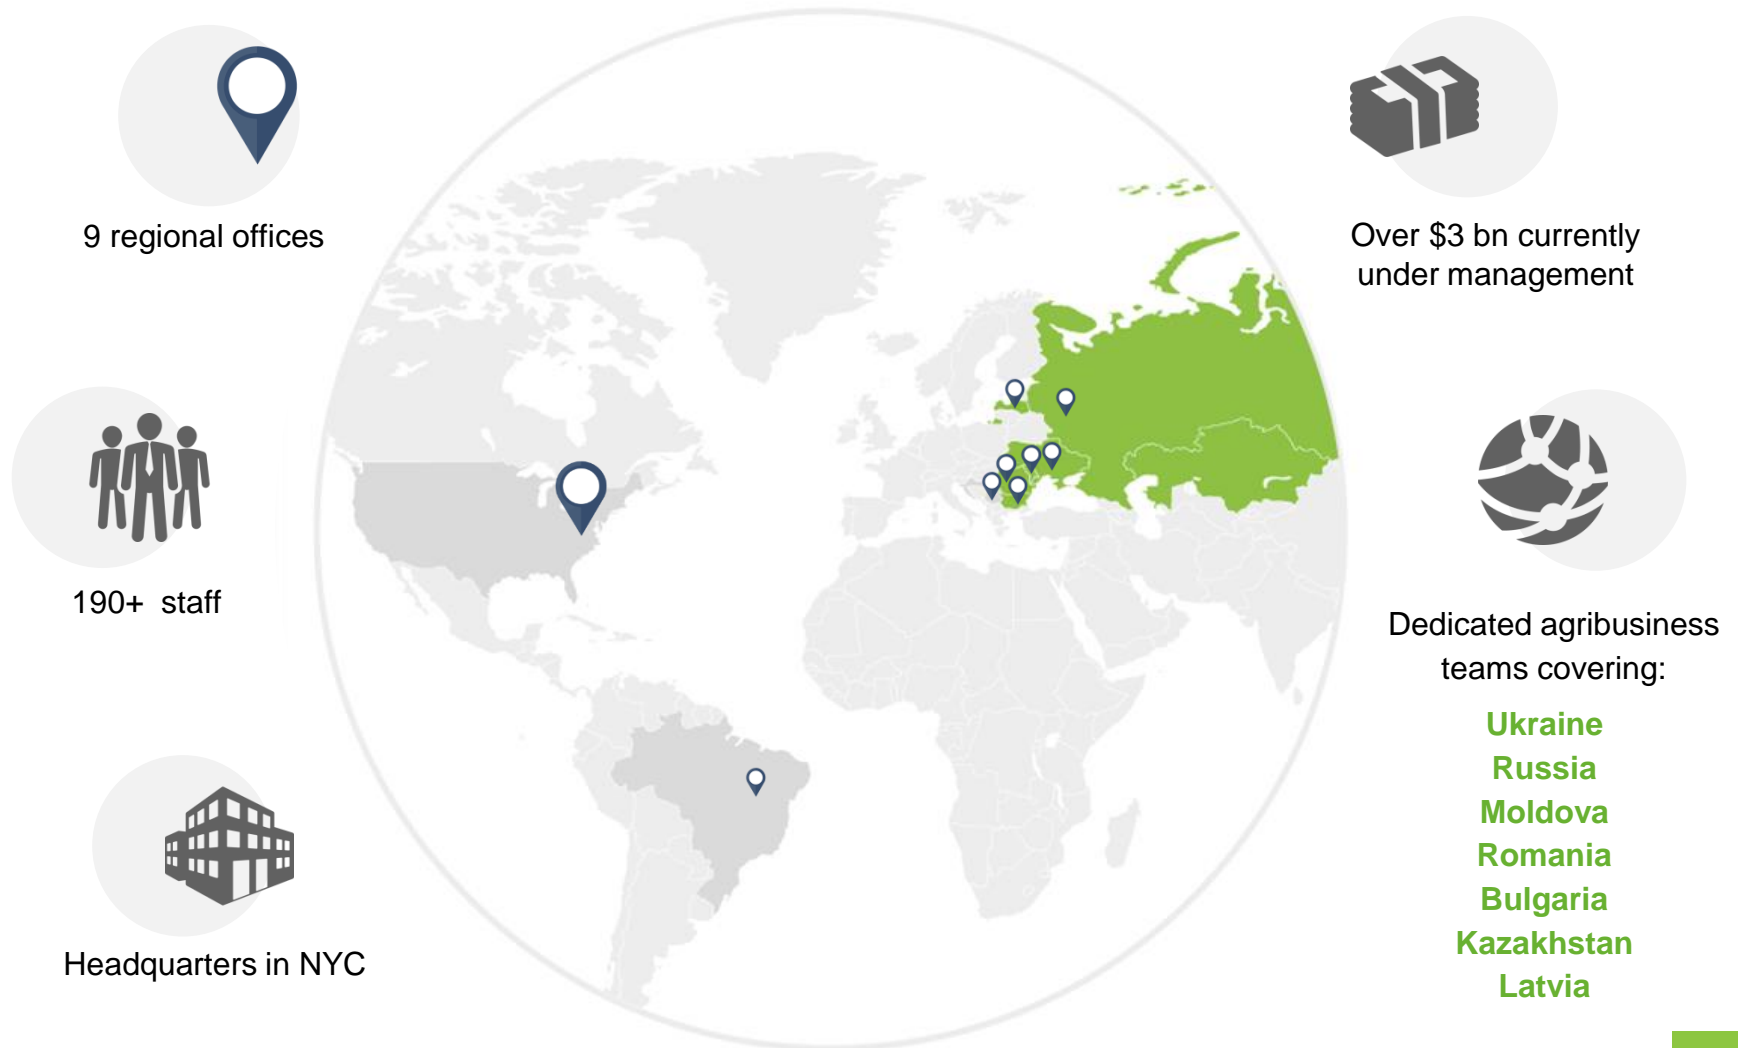 9 regional offices
190+ staff
Headquarters in NYC
Over $3 bn currently
under management
Dedicated agribusiness
teams covering:
Ukraine
Russia
Moldova
Romania
Bulgaria
Kazakhstan
Latvia